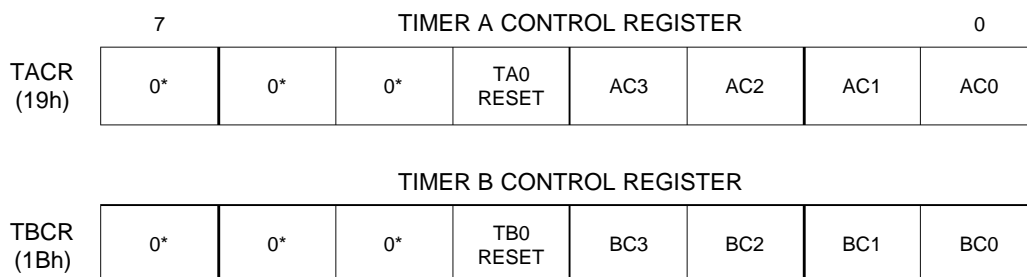 7 TIMER A CONTROL REGISTER 0
TACR
(19h)
0* 0* 0* TA0 RESET AC3 AC2 AC1 AC0
TIMER B CONTROL REGISTER
TBCR
(1Bh)
0* 0* 0* TB0 RESET BC3 BC2 BC1 BC0